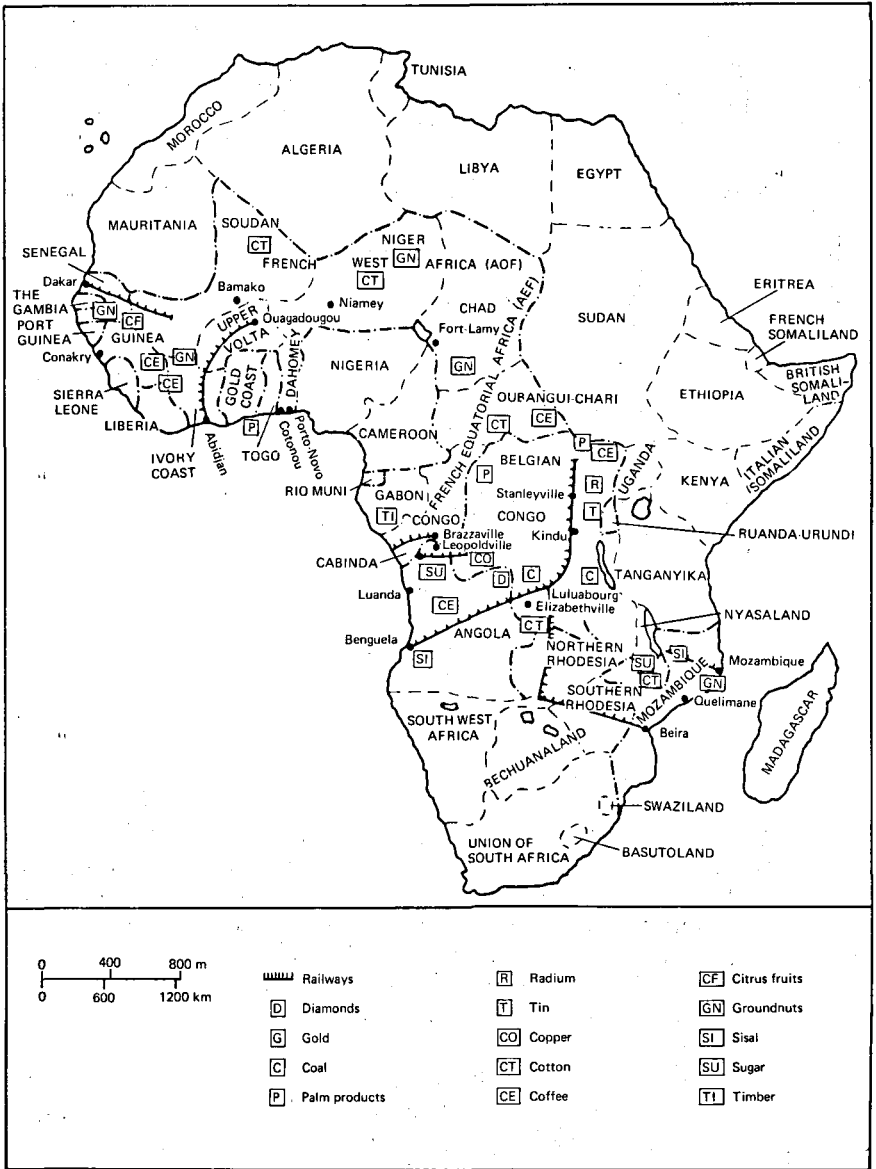 TUNISIA
MOROCCO
ALGERIA
LIBYA
EGYPT
MAURITANIA
SOUDAN
CT
FRENCH
NIGER
GN
WEST
CT
AFRICA (AOF)
SENEGAL
Dakar
THE
GAMBIA
PORT
GUINEA
GN
CF
GUINEA
Conakry
CE
GN
CE
SIERRA
LEONE
LIBERIA
IVORY
COAST
Abidjan
Bamako
UPPER
VOLTA
Ouagadougou
Niamey
GOLD
COAST
P
TOGO
DAHOMEY
Porto-Novo
Cotonou
NIGERIA
CHAD
Fort-Lamy
GN
FRENCH EQUATORIAL AFRICA (AEF)
SUDAN
ERITREA
FRENCH
SOMALILAND
BRITISH
SOMALI-
LAND
ETHIOPIA
ITALIAN
SOMALILAND
OUBANGUI-CHARI
CE
CT
CAMEROON
RIO MUNI
GABON
TI
CONGO
Brazzaville
Leopoldville
CABINDA
P
BELGIAN
CONGO
Stanleyville
Kindu
P
CE
R
T
UGANDA
KENYA
RUANDA-URUNDI
TANGANYIKA
C
SU
CO
D
C
Luluabourg
Elizabethville
Luanda
CE
Benguela
SI
ANGOLA
CT
NYASALAND
NORTHERN
RHODESIA
SU
CT
SI
Mozambique
GN
Quelimane
MOZAMBIQUE
SOUTHERN
RHODESIA
Beira
MADAGASCAR
SOUTH WEST
AFRICA
BECHUANALAND
SWAZILAND
UNION OF
SOUTH AFRICA
BASUTOLAND
0 400 800 m
0 600 1200 km
Railways
D Diamonds
G Gold
C Coal
P Palm products
R Radium
T Tin
CO Copper
CT Cotton
CE Coffee
CF Citrus fruits
GN Groundnuts
SI Sisal
SU Sugar
TI Timber